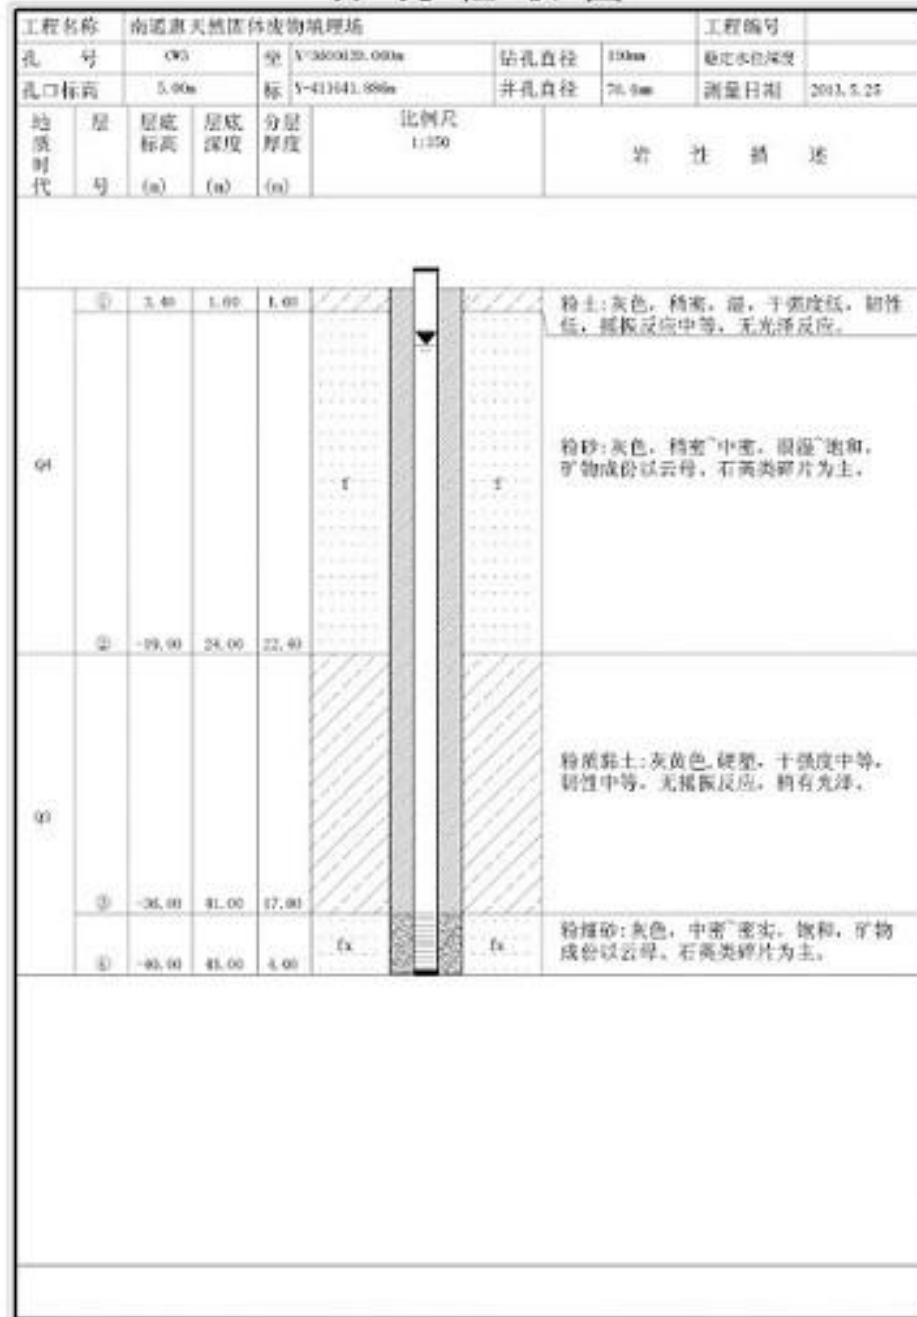 工程名称 南通惠天然固体废物填埋场 工程编号
孔 号 CW5 坐 钻孔直径 稳定水位深度
孔口标高 5.00m 标 井孔直径 测量日期 2013.5.25
地质时代 层号 层底标高 (m) 层底深度 (m) 分层厚度 (m) 比例尺 岩 性 描 述
① 3.40 1.60 1.60 粉土:灰色，稍密，湿，干强度低，韧性
低，摇振反应中等，无光泽反应。
粉砂:灰色，稍密~中密，很湿~饱和，
Q4 矿物成份以云母、石英类碎片为主。
f f
② -19.00 24.00 22.40
粉质黏土:灰黄色,硬塑，干强度中等，
韧性中等，无摇振反应，稍有光泽。
Q3
③ -36.00 41.00 17.00
粉细砂:灰色，中密~密实，饱和，矿物
fx fx
成份以云母、石英类碎片为主。
④ -40.00 45.00 4.00